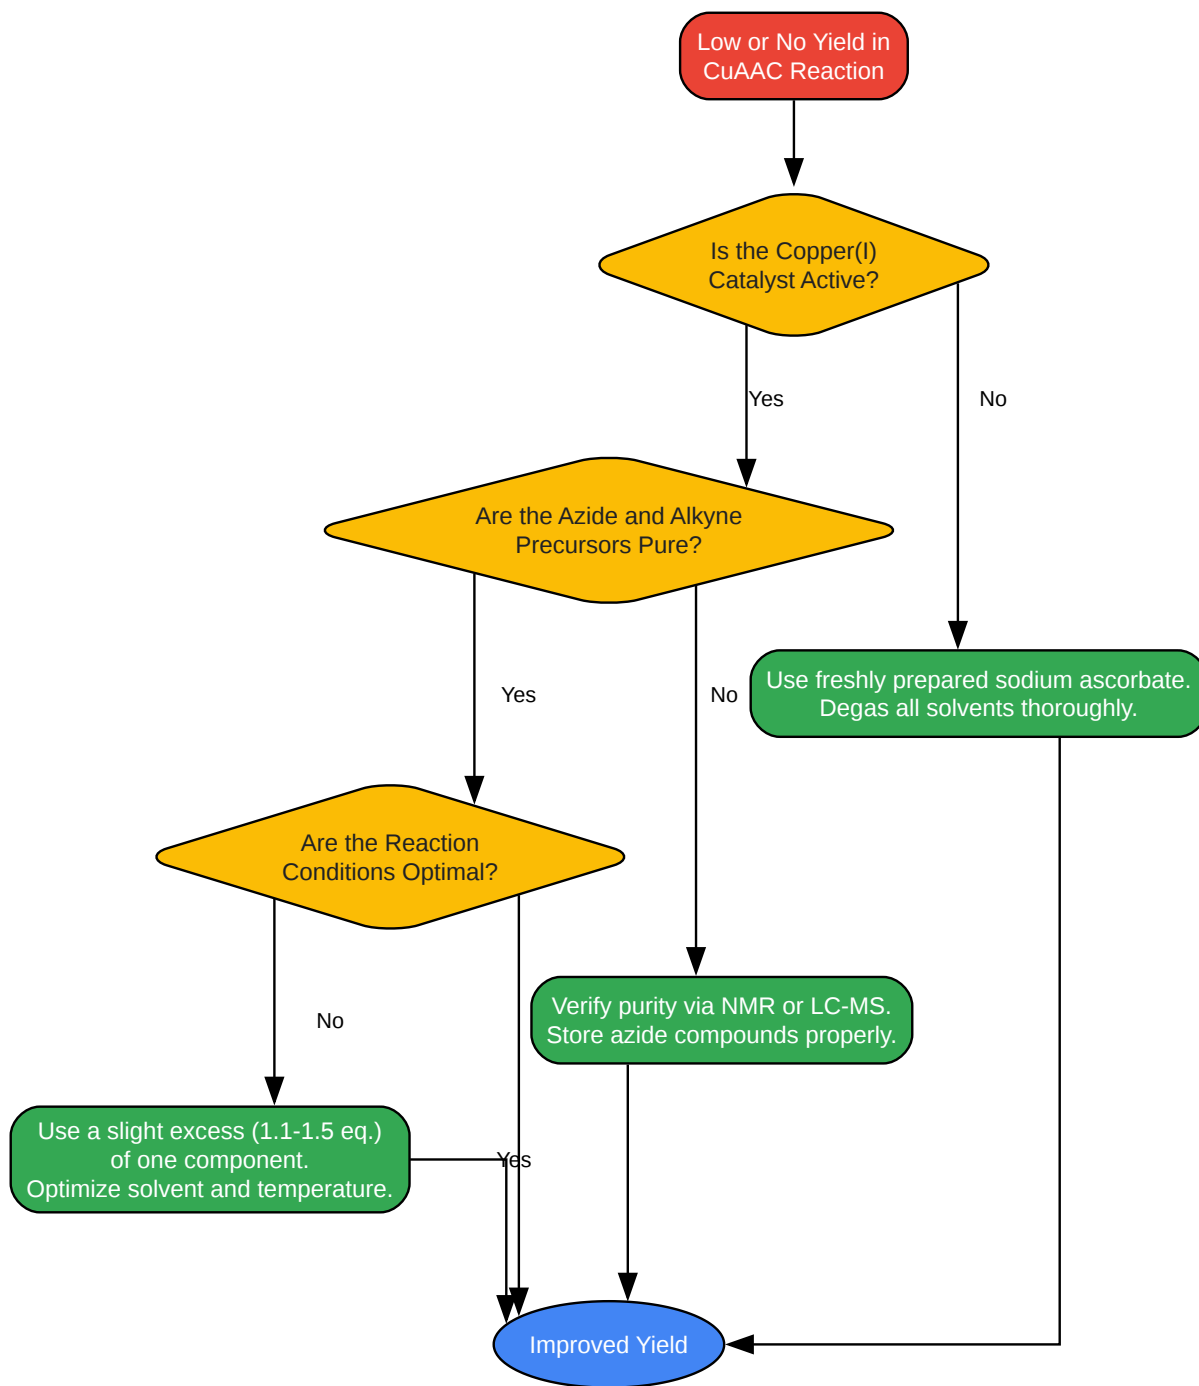 Low or No Yield in
CuAAC Reaction
Is the Copper(I)
Catalyst Active?
Yes
No
Are the Azide and Alkyne
Precursors Pure?
Yes
No
Use freshly prepared sodium ascorbate.
Degas all solvents thoroughly.
Are the Reaction
Conditions Optimal?
No
Verify purity via NMR or LC-MS.
Store azide compounds properly.
Use a slight excess (1.1-1.5 eq.)
of one component.
Optimize solvent and temperature.
Yes
Improved Yield